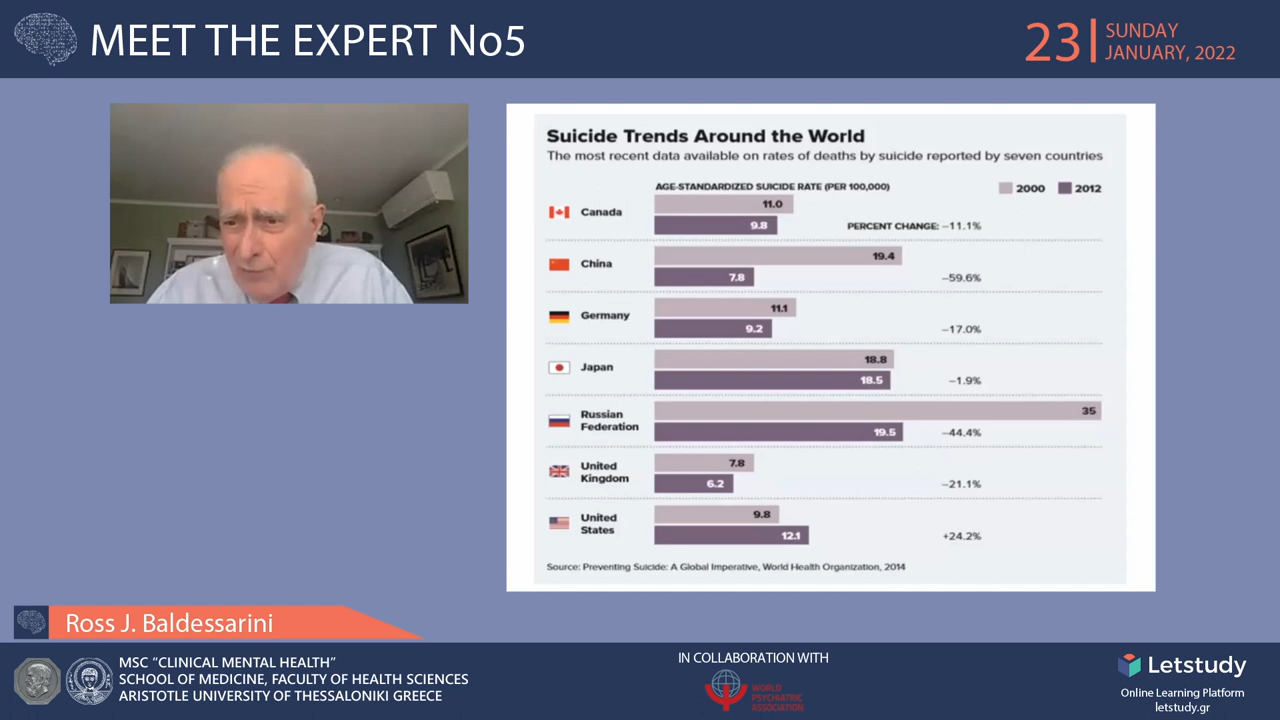 MEET THE EXPERT No5
23
SUNDAY
JANUARY, 2022
Suicide Trends Around the World
The most recent data available on rates of deaths by suicide reported by seven countries
AGE-STANDARDIZED SUICIDE RATE (PER 100,000)
2000
2012
Canada
11.0
9.8
PERCENT CHANGE: –11.1%
China
19.4
7.8
–59.6%
Germany
11.1
9.2
–17.0%
Japan
18.8
18.5
–1.9%
Russian
Federation
35
19.5
–44.4%
United
Kingdom
7.8
6.2
–21.1%
United
States
9.8
12.1
+24.2%
Source: Preventing Suicide: A Global Imperative, World Health Organization, 2014
Ross J. Baldessarini
MSC “CLINICAL MENTAL HEALTH”
SCHOOL OF MEDICINE, FACULTY OF HEALTH SCIENCES
ARISTOTLE UNIVERSITY OF THESSALONIKI GREECE
IN COLLABORATION WITH
WORLD
PSYCHIATRIC
ASSOCIATION
Letstudy
Online Learning Platform
letstudy.gr